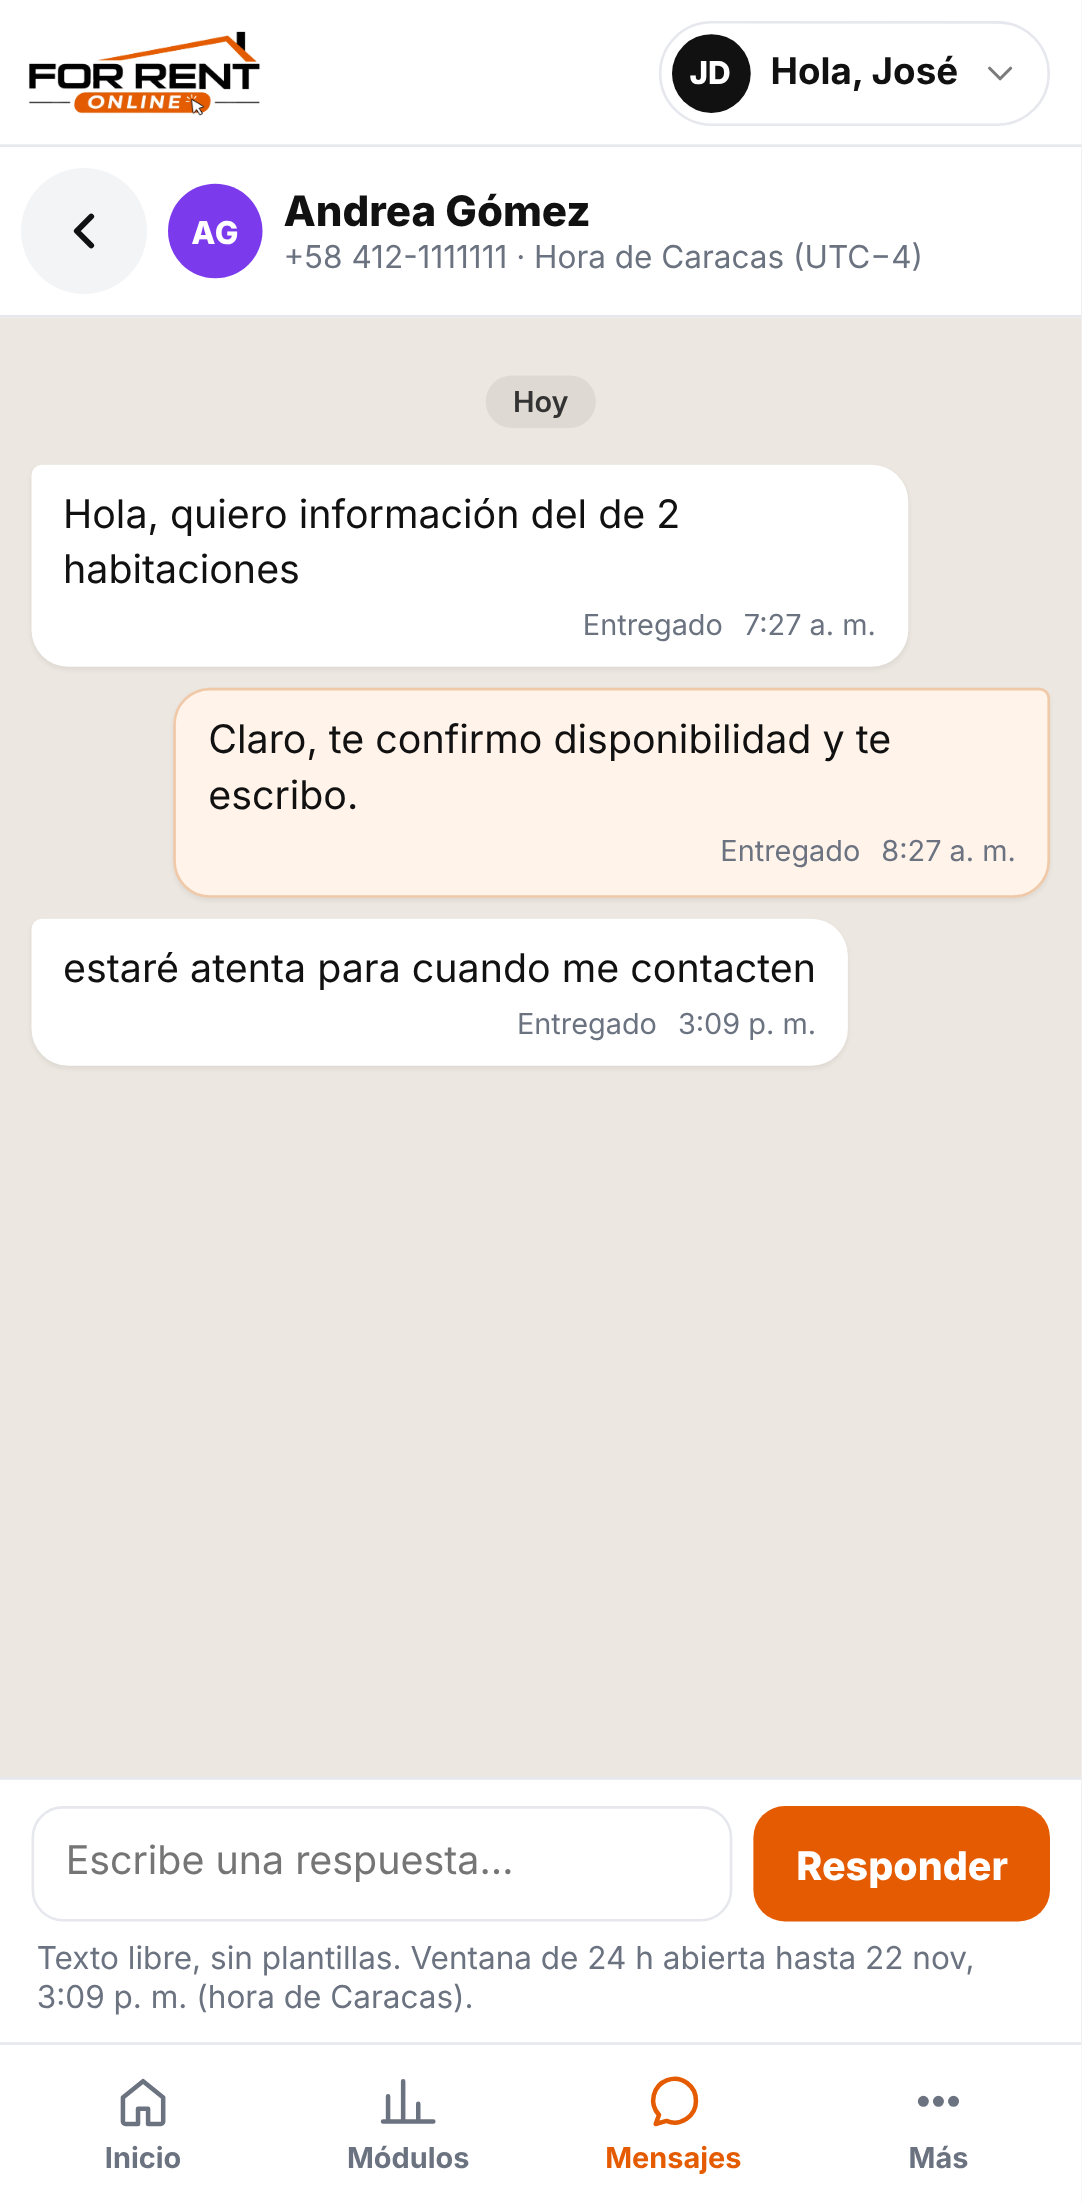 FOR RENT
ONLINE
JD
Hola, José
AG
Andrea Gómez
+58 412-1111111 · Hora de Caracas (UTC−4)
Hoy
Hola, quiero información del de 2
habitaciones
Entregado 7:27 a. m.
Claro, te confirmo disponibilidad y te
escribo.
Entregado 8:27 a. m.
estaré atenta para cuando me contacten
Entregado 3:09 p. m.
Escribe una respuesta...
Responder
Texto libre, sin plantillas. Ventana de 24 h abierta hasta 22 nov,
3:09 p. m. (hora de Caracas).
Inicio
Módulos
Mensajes
Más